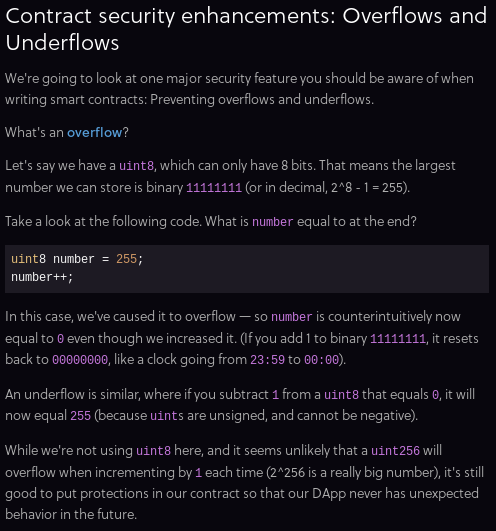 Contract security enhancements: Overflows and
Underflows
We're going to look at one major security feature you should be aware of when
writing smart contracts: Preventing overflows and underflows.
What's an overflow?
Let's say we have a uint8, which can only have 8 bits. That means the largest
number we can store is binary 11111111 (or in decimal, 2^8 - 1 = 255).
Take a look at the following code. What is number equal to at the end?
uint8 number = 255;
number++;
In this case, we've caused it to overflow — so number is counterintuitively now
equal to 0 even though we increased it. (If you add 1 to binary 11111111, it resets
back to 00000000, like a clock going from 23:59 to 00:00).
An underflow is similar, where if you subtract 1 from a uint8 that equals 0, it will
now equal 255 (because uints are unsigned, and cannot be negative).
While we're not using uint8 here, and it seems unlikely that a uint256 will
overflow when incrementing by 1 each time (2^256 is a really big number), it's still
good to put protections in our contract so that our DApp never has unexpected
behavior in the future.